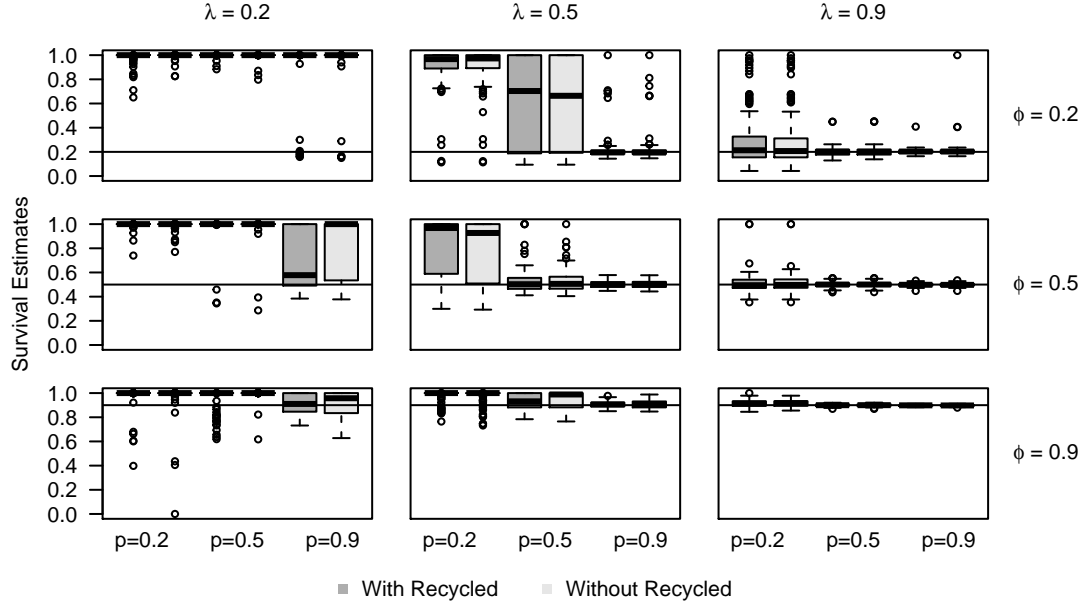 λ = 0.2 λ = 0.5 λ = 0.9
1.0
0.8
0.6
0.4
0.2
0.0
ϕ = 0.2
Survival Estimates
1.0
0.8
0.6
0.4
0.2
0.0
ϕ = 0.5
1.0
0.8
0.6
0.4
0.2
0.0
ϕ = 0.9
p=0.2 p=0.5 p=0.9 p=0.2 p=0.5 p=0.9 p=0.2 p=0.5 p=0.9
With Recycled Without Recycled